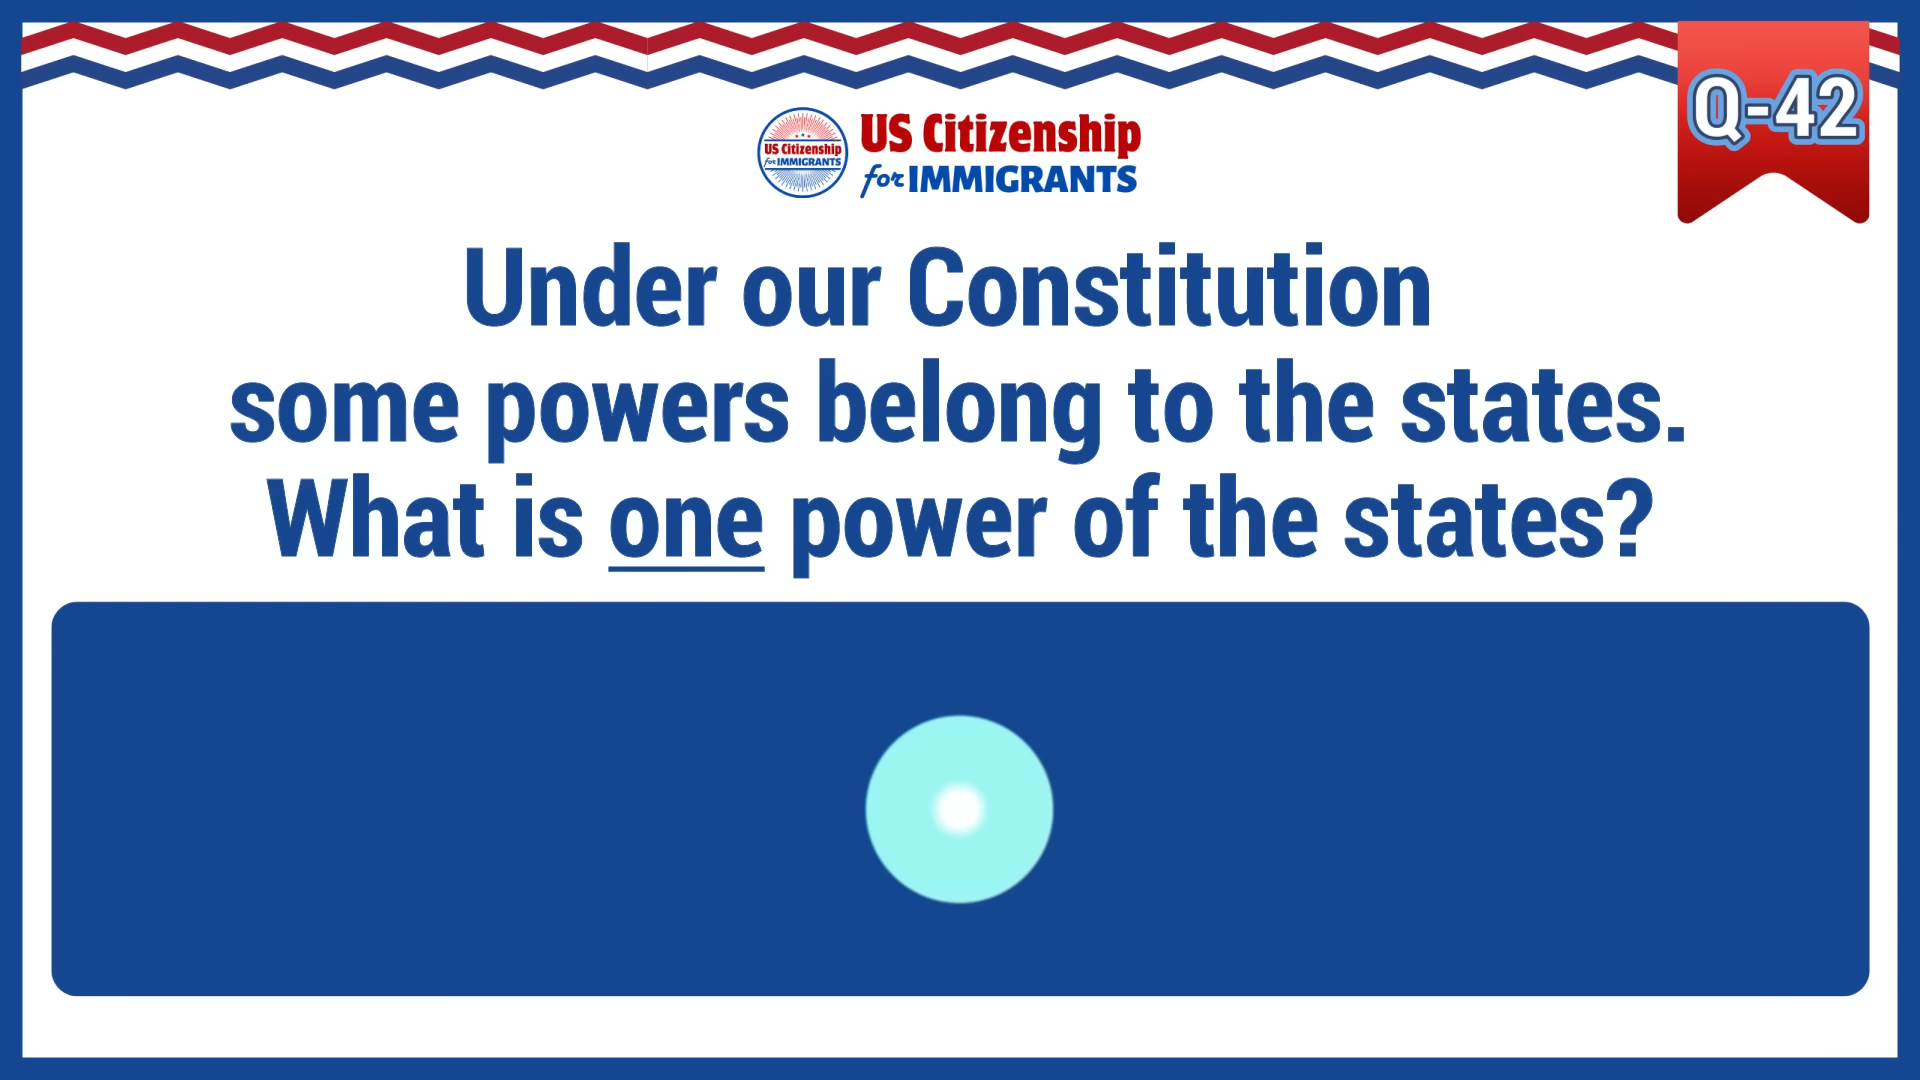 Q-42
US Citizenship
for IMMIGRANTS
US Citizenship
for IMMIGRANTS
Under our Constitution
some powers belong to the states.
What is one power of the states?